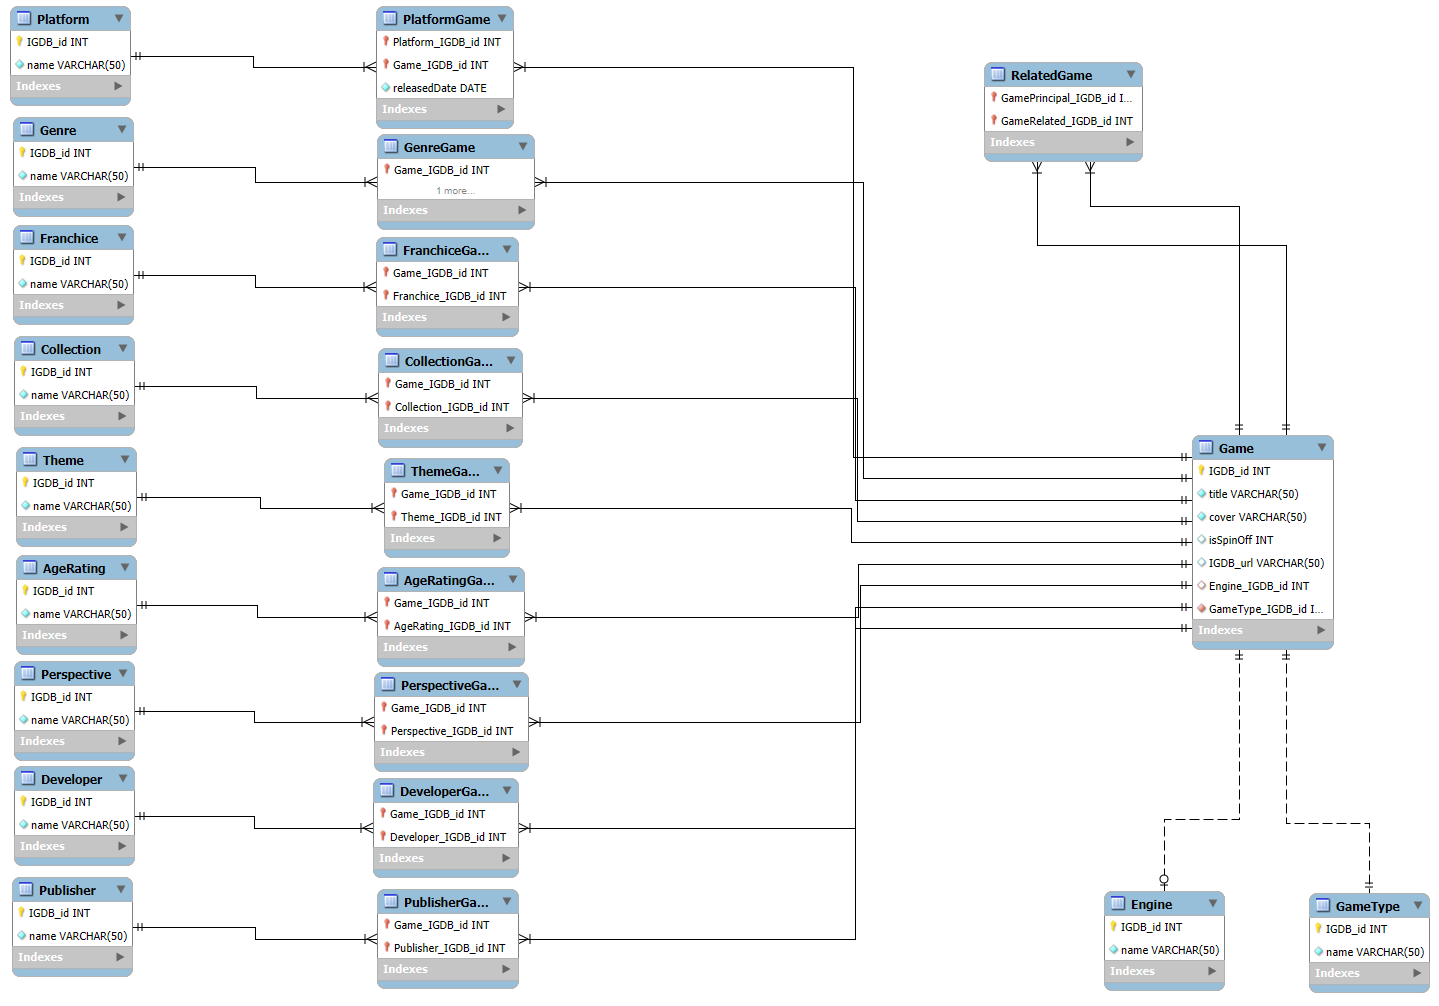 Platform
IGDB_id INT
name VARCHAR(50)
Indexes
Genre
IGDB_id INT
name VARCHAR(50)
Indexes
Franchice
IGDB_id INT
name VARCHAR(50)
Indexes
Collection
IGDB_id INT
name VARCHAR(50)
Indexes
Theme
IGDB_id INT
name VARCHAR(50)
Indexes
AgeRating
IGDB_id INT
name VARCHAR(50)
Indexes
Perspective
IGDB_id INT
name VARCHAR(50)
Indexes
Developer
IGDB_id INT
name VARCHAR(50)
Indexes
Publisher
IGDB_id INT
name VARCHAR(50)
Indexes
PlatformGame
Platform_IGDB_id INT
Game_IGDB_id INT
releasedDate DATE
Indexes
GenreGame
Game_IGDB_id INT
1 more...
Indexes
FranchiceGa...
Game_IGDB_id INT
Franchice_IGDB_id INT
Indexes
CollectionGa...
Game_IGDB_id INT
Collection_IGDB_id INT
Indexes
ThemeGa...
Game_IGDB_id INT
Theme_IGDB_id INT
Indexes
AgeRatingGa...
Game_IGDB_id INT
AgeRating_IGDB_id INT
Indexes
PerspectiveGa...
Game_IGDB_id INT
Perspective_IGDB_id INT
Indexes
DeveloperGa...
Game_IGDB_id INT
Developer_IGDB_id INT
Indexes
PublisherGa...
Game_IGDB_id INT
Publisher_IGDB_id INT
Indexes
RelatedGame
GamePrincipal_IGDB_id I...
GameRelated_IGDB_id INT
Indexes
Game
IGDB_id INT
title VARCHAR(50)
cover VARCHAR(50)
isSpinOff INT
IGDB_url VARCHAR(50)
Engine_IGDB_id INT
GameType_IGDB_id I...
Indexes
Engine
IGDB_id INT
name VARCHAR(50)
Indexes
GameType
IGDB_id INT
name VARCHAR(50)
Indexes